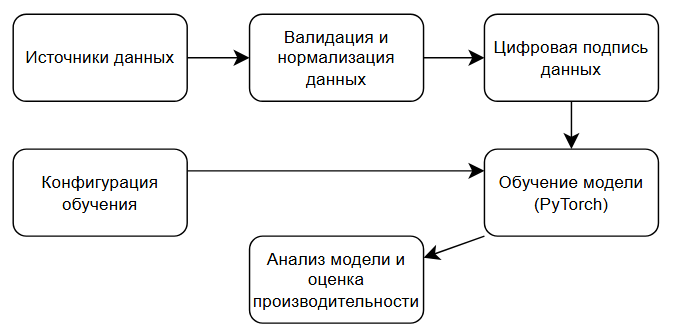 Источники данных
Валидация и
нормализация
данных
Цифровая подпись
данных
Конфигурация
обучения
Обучение модели
(PyTorch)
Анализ модели и
оценка
производительности